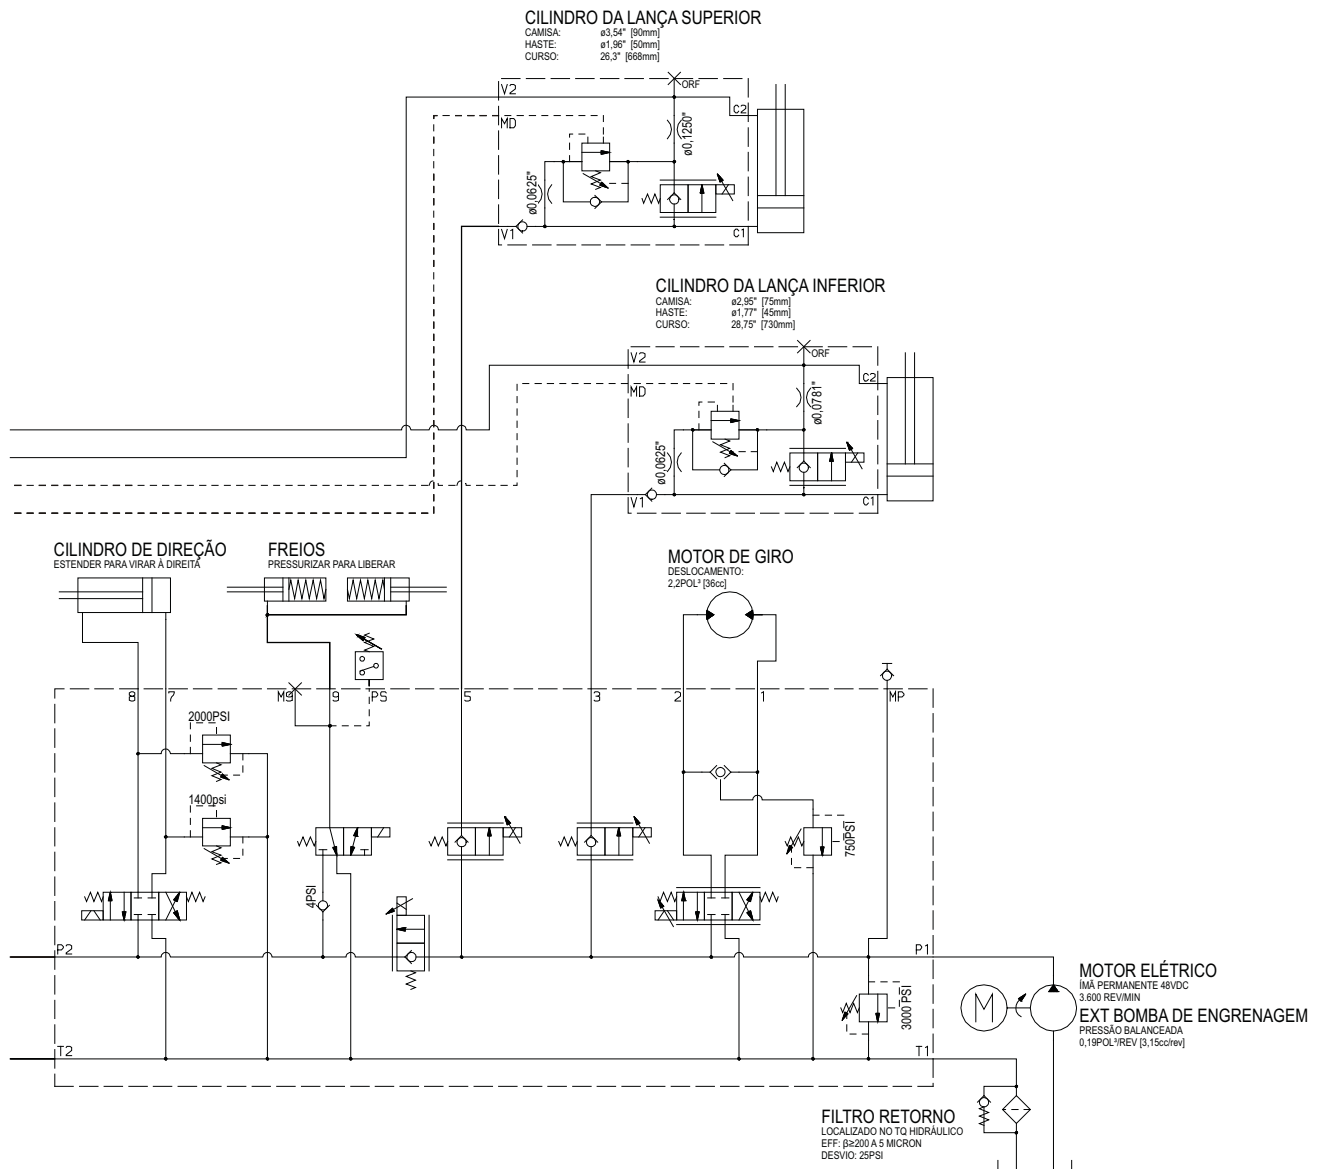 CILINDRO DA LANÇA SUPERIOR
CAMISA: ø3,54" [90mm]
HASTE: ø1,96" [50mm]
CURSO: 26,3" [668mm]
ORF
V2
C2
MD
ø0,1250"
ø0,0625"
V1
C1
CILINDRO DA LANÇA INFERIOR
CAMISA: ø2,95" [75mm]
HASTE: ø1,77" [45mm]
CURSO: 28,75" [730mm]
ORF
V2
C2
MD
ø0,0781"
ø0,0625"
V1
C1
CILINDRO DE DIREÇÃO
ESTENDER PARA VIRAR À DIREITA
FREIOS
PRESSURIZAR PARA LIBERAR
MOTOR DE GIRO
DESLOCAMENTO:
2,2POL³ [36cc]
8 7 M9 9 PS 5 3 2 1 MP
2000PSI
1400psi
750PSI
4PSI
P2
P1
3000 PSI
T2
T1
M
MOTOR ELÉTRICO
ÍMÃ PERMANENTE 48VDC
3.600 REV/MIN
EXT BOMBA DE ENGRENAGEM
PRESSÃO BALANCEADA
0,19POL³/REV [3,15cc/rev]
FILTRO RETORNO
LOCALIZADO NO TQ HIDRÁULICO
EFF: β≥200 A 5 MICRON
DESVIO: 25PSI